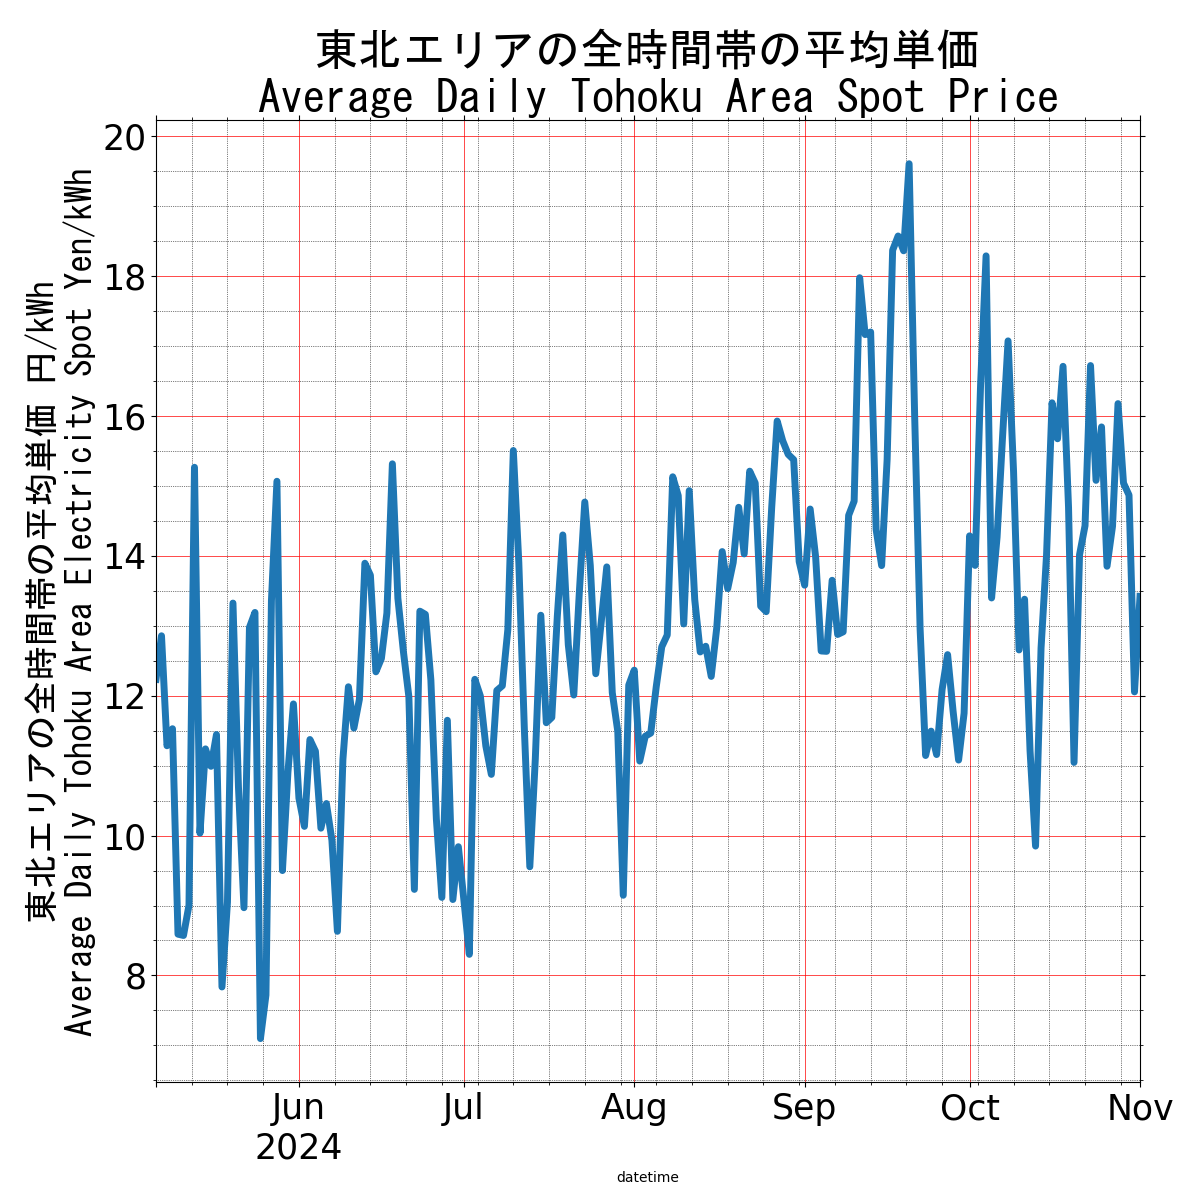 東北エリアの全時間帯の平均単価
Average Daily Tohoku Area Spot Price
東北エリアの全時間帯の平均単価 円/kWh
Average Daily Tohoku Area Electricity Spot Yen/kWh
20
18
16
14
12
10
8
Jun
2024
Jul
Aug
Sep
Oct
Nov
datetime